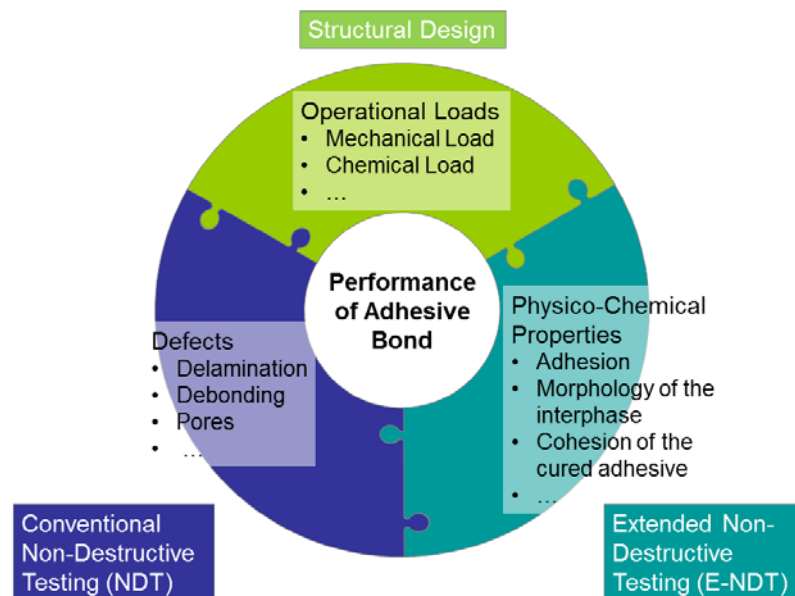 Structural Design
Operational Loads
• Mechanical Load
• Chemical Load
• ...
Performance
of Adhesive
Bond
Defects
• Delamination
• Debonding
• Pores
• ...
Physico-Chemical
Properties
• Adhesion
• Morphology of the
interphase
• Cohesion of the
cured adhesive
• ...
Conventional
Non-Destructive
Testing (NDT)
Extended Non-
Destructive
Testing (E-NDT)